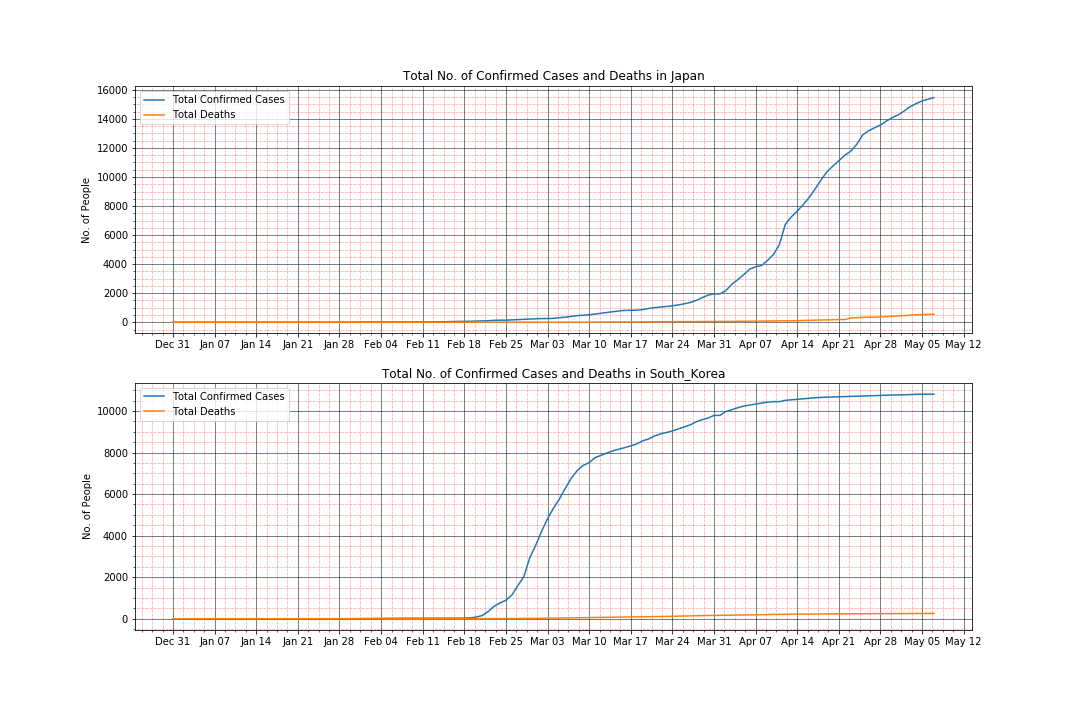 Total No. of Confirmed Cases and Deaths in Japan
16000
14000
12000
10000
8000
6000
4000
2000
0
No. of People
Total Confirmed Cases
Total Deaths
Dec 31 Jan 07 Jan 14 Jan 21 Jan 28 Feb 04 Feb 11 Feb 18 Feb 25 Mar 03 Mar 10 Mar 17 Mar 24 Mar 31 Apr 07 Apr 14 Apr 21 Apr 28 May 05 May 12
Total No. of Confirmed Cases and Deaths in South_Korea
10000
8000
6000
4000
2000
0
No. of People
Total Confirmed Cases
Total Deaths
Dec 31 Jan 07 Jan 14 Jan 21 Jan 28 Feb 04 Feb 11 Feb 18 Feb 25 Mar 03 Mar 10 Mar 17 Mar 24 Mar 31 Apr 07 Apr 14 Apr 21 Apr 28 May 05 May 12